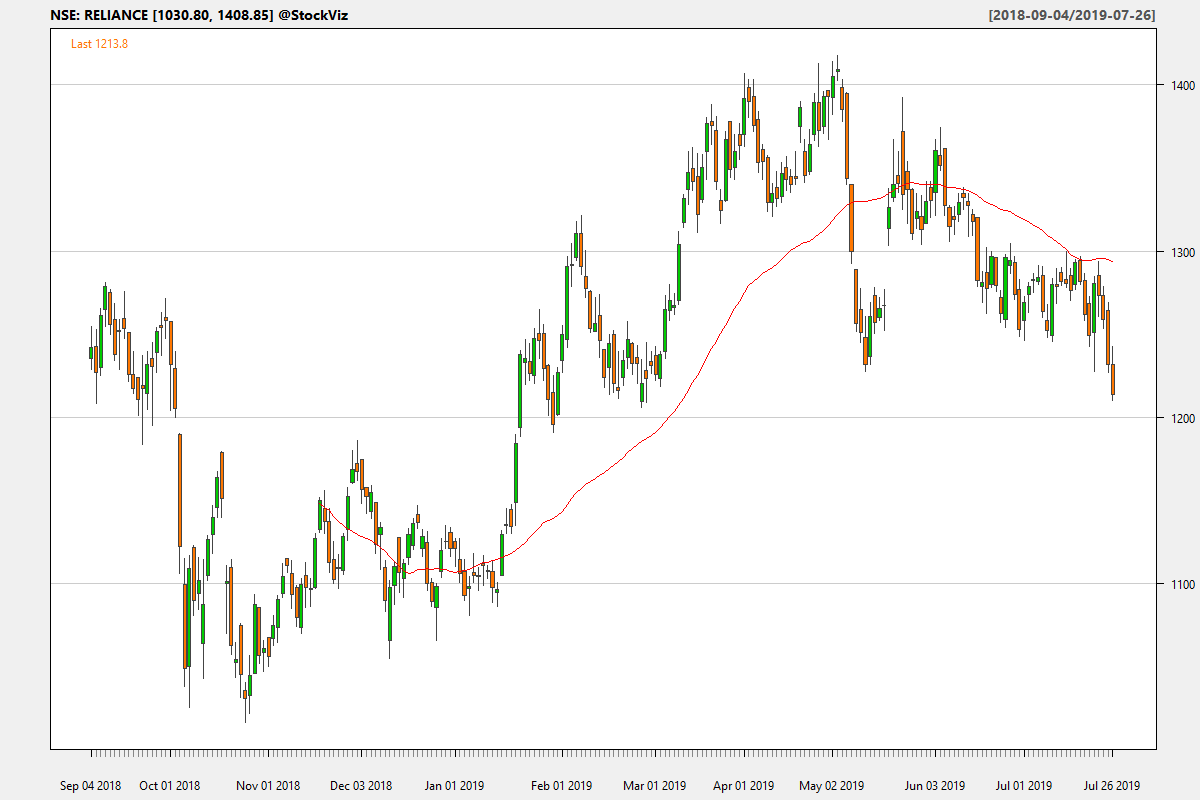 NSE: RELIANCE [1030.80, 1408.85] @StockViz [2018-09-04/2019-07-26]
Last 1213.8
1400
1300
1200
1100
Sep 04 2018 Oct 01 2018 Nov 01 2018 Dec 03 2018 Jan 01 2019 Feb 01 2019 Mar 01 2019 Apr 01 2019 May 02 2019 Jun 03 2019 Jul 01 2019 Jul 26 2019